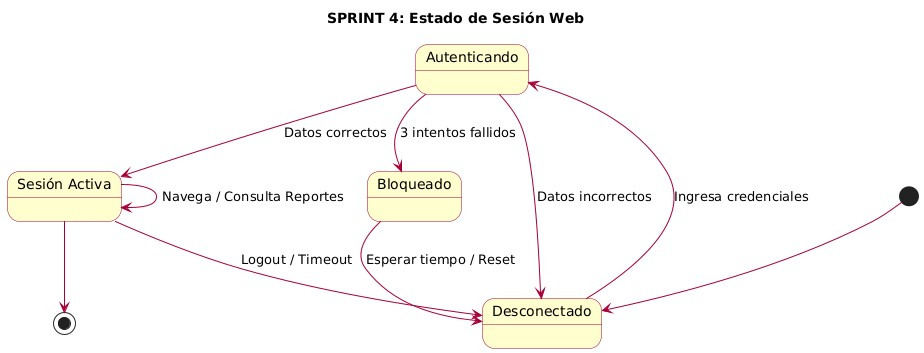 SPRINT 4: Estado de Sesión Web
Autenticando
Datos correctos
3 intentos fallidos
Sesión Activa
Navega / Consulta Reportes
Bloqueado
Datos incorrectos
Ingresa credenciales
Logout / Timeout
Esperar tiempo / Reset
Desconectado